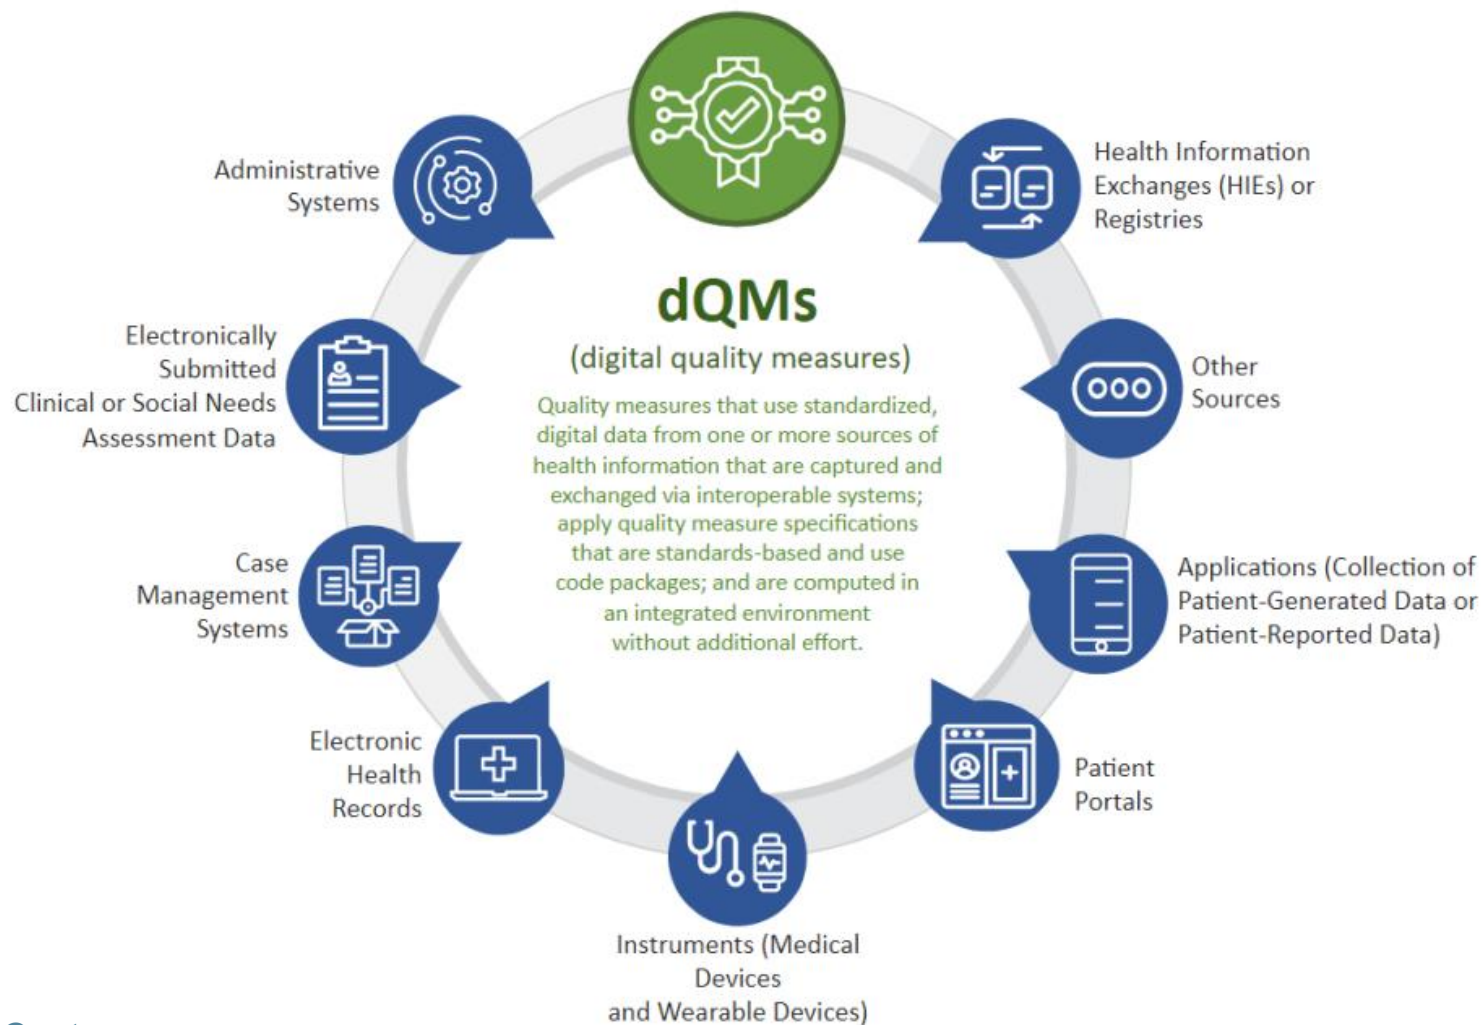 Administrative
Systems
Health Information
Exchanges (HIEs) or
Registries
dQMs
(digital quality measures)
Quality measures that use standardized,
digital data from one or more sources of
health information that are captured and
exchanged via interoperable systems;
apply quality measure specifications
that are standards-based and use
code packages; and are computed in
an integrated environment
without additional effort.
Electronically
Submitted
Clinical or Social Needs
Assessment Data
Other
Sources
Case
Management
Systems
Applications (Collection of
Patient-Generated Data or
Patient-Reported Data)
Electronic
Health
Records
Patient
Portals
Instruments (Medical
Devices
and Wearable Devices)